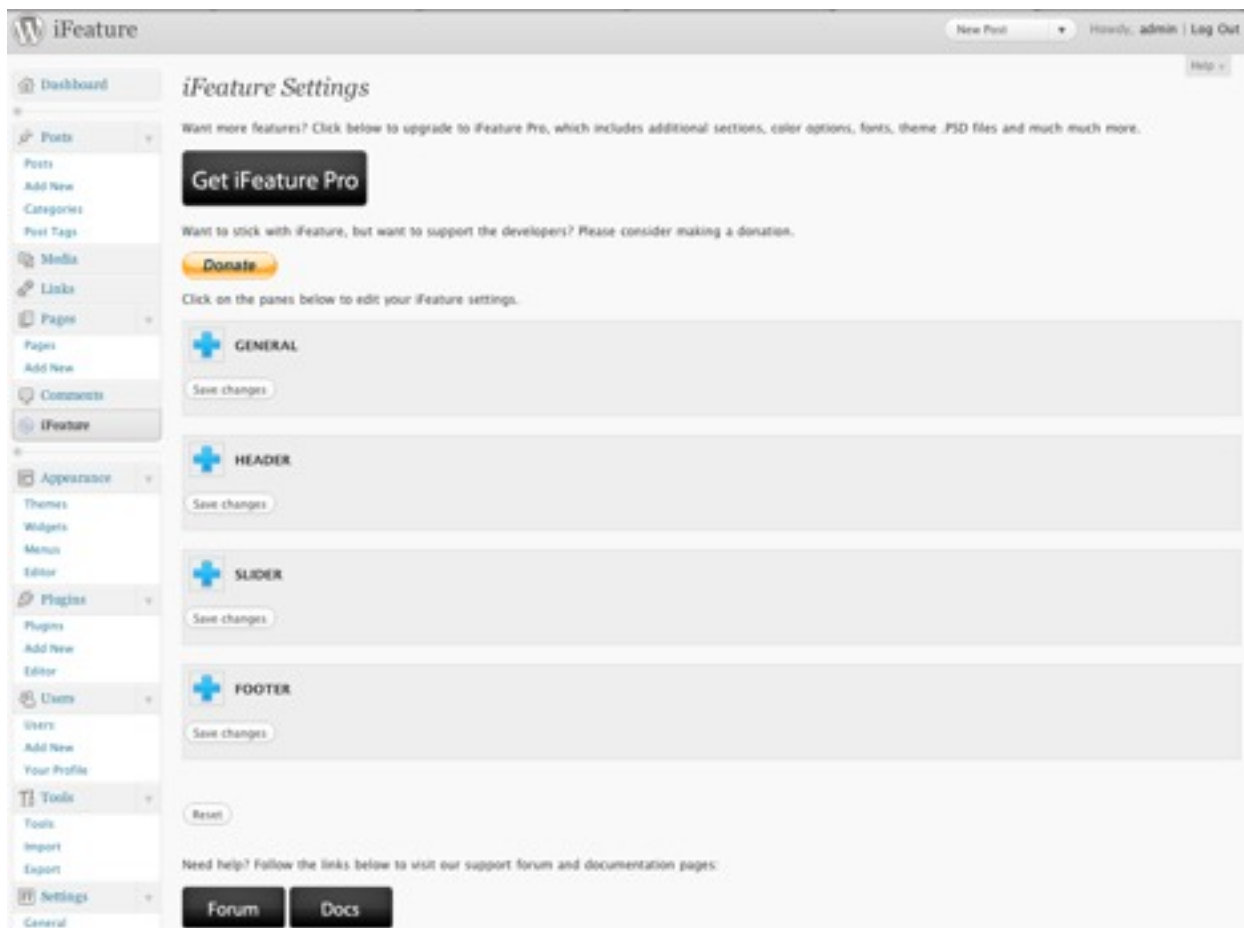 iFeature
New Post
Howdy, admin | Log Out
Help
Dashboard
Posts
Posts
Add New
Categories
Post Tags
Media
Links
Pages
Pages
Add New
Comments
iFeature
Appearance
Themes
Widgets
Menus
Editor
Plugins
Plugins
Add New
Editor
Users
Users
Add New
Your Profile
Tools
Tools
Import
Export
Settings
General
iFeature Settings
Want more features? Click below to upgrade to iFeature Pro, which includes additional sections, color options, fonts, theme .PSD files and much much more.
Get iFeature Pro
Want to stick with iFeature, but want to support the developers? Please consider making a donation.
Donate
Click on the panes below to edit your iFeature settings.
GENERAL
Save changes
HEADER
Save changes
SLIDER
Save changes
FOOTER
Save changes
Reset
Need help? Follow the links below to visit our support forum and documentation pages:
Forum
Docs